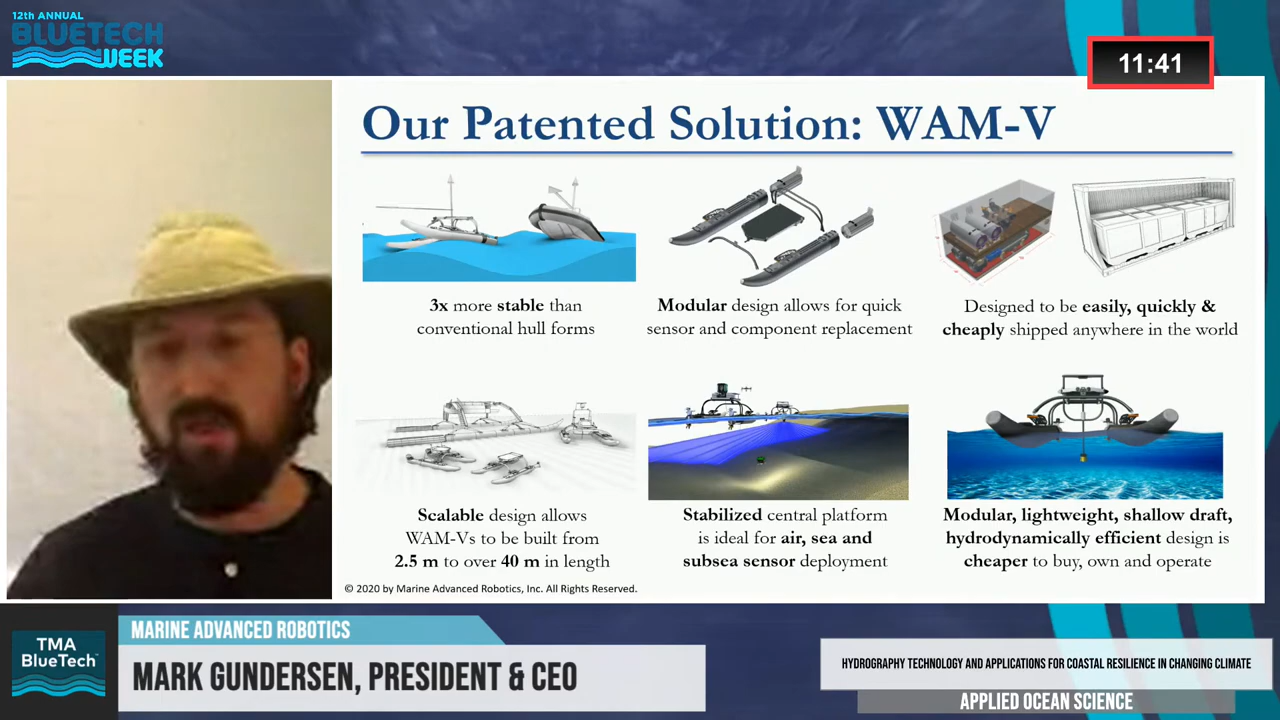 12th ANNUAL
BLUETECH
WEEK
11:41
Our Patented Solution: WAM-V
3x more stable than
conventional hull forms
Modular design allows for quick
sensor and component replacement
Designed to be easily, quickly &
cheaply shipped anywhere in the world
Scalable design allows
WAM-Vs to be built from
2.5 m to over 40 m in length
Stabilized central platform
is ideal for air, sea and
subsea sensor deployment
Modular, lightweight, shallow draft,
hydrodynamically efficient design is
cheaper to buy, own and operate
© 2020 by Marine Advanced Robotics, Inc. All Rights Reserved.
TMA
BlueTech™
MARINE ADVANCED ROBOTICS
MARK GUNDERSEN, PRESIDENT & CEO
HYDROGRAPHY TECHNOLOGY AND APPLICATIONS FOR COASTAL RESILIENCE IN CHANGING CLIMATE
APPLIED OCEAN SCIENCE